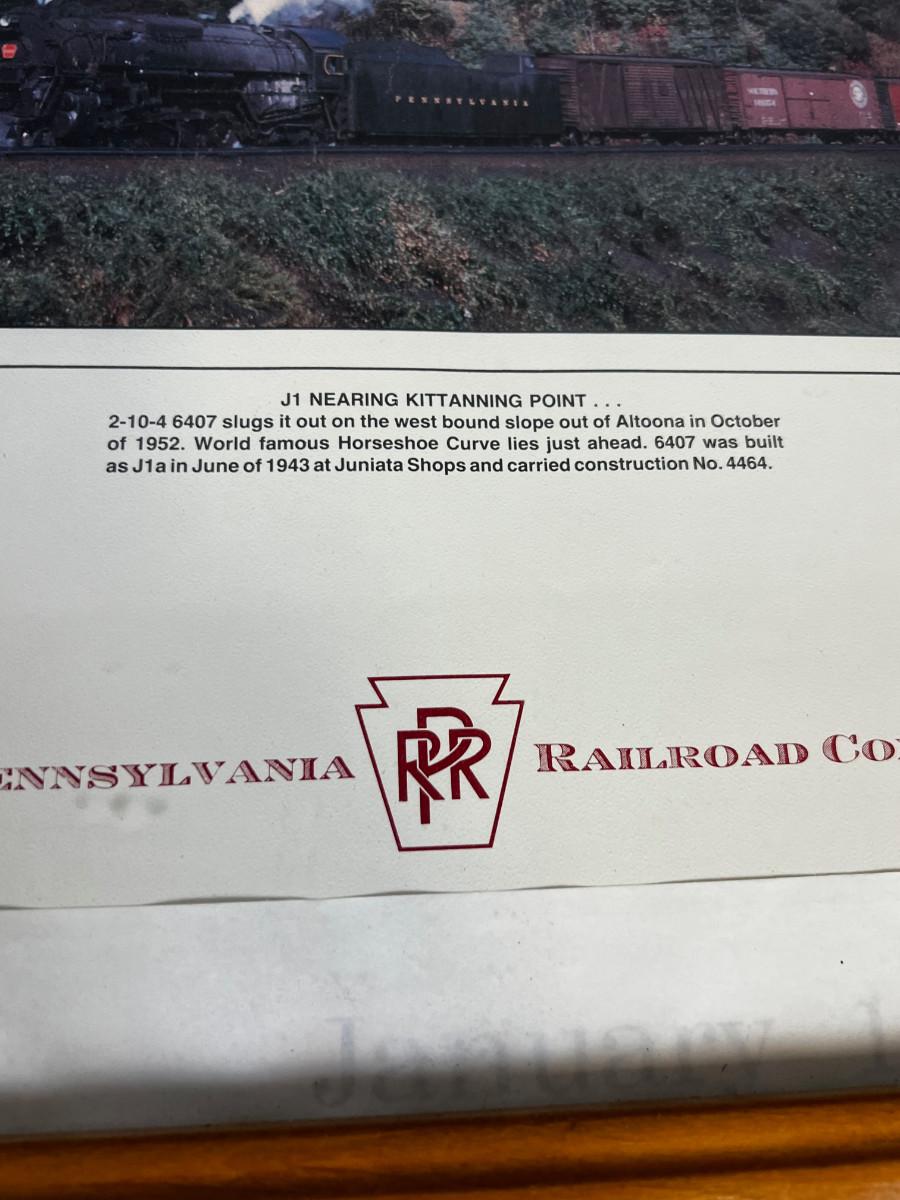 PENNSYLVANIA
SOUTHERN
J1 NEARING KITTANNING POINT . . .
2-10-4 6407 slugs it out on the west bound slope out of Altoona in October
of 1952. World famous Horseshoe Curve lies just ahead. 6407 was built
as J1a in June of 1943 at Juniata Shops and carried construction No. 4464.
ENNSYLVANIA PRR RAILROAD CO
January 1